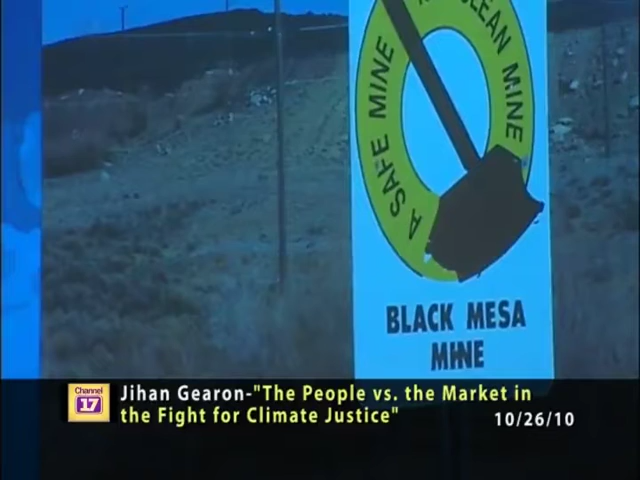 A SAFE MINE
CLEAN MINE
BLACK MESA
MINE
Channel
17
Jihan Gearon-"The People vs. the Market in
the Fight for Climate Justice"
10/26/10